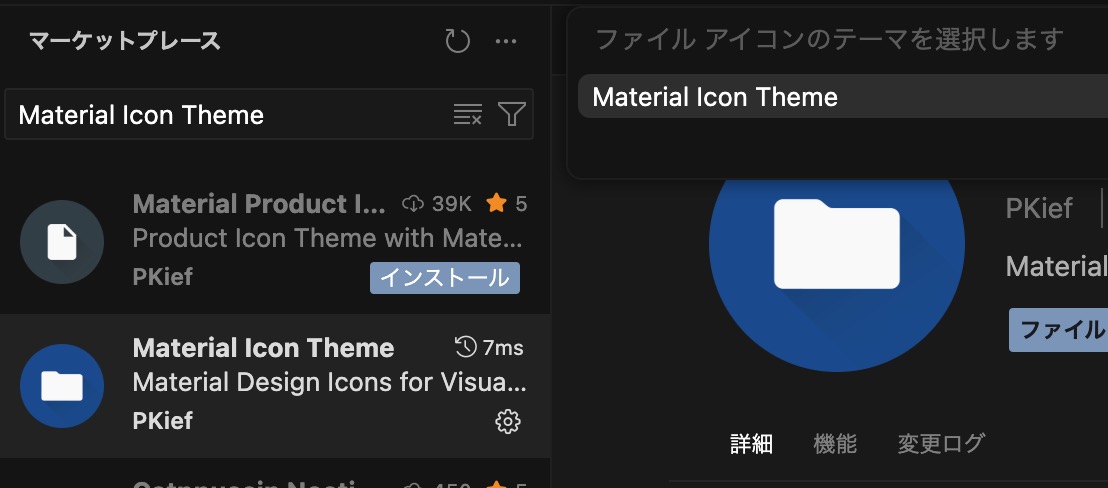 マーケットプレース
Material Icon Theme
Material Product I... 39K 5
Product Icon Theme with Mate...
PKief
インストール
Material Icon Theme 7ms
Material Design Icons for Visua...
PKief
ファイル アイコンのテーマを選択します
Material Icon Theme
PKief
Material
ファイル
詳細 機能 変更ログ